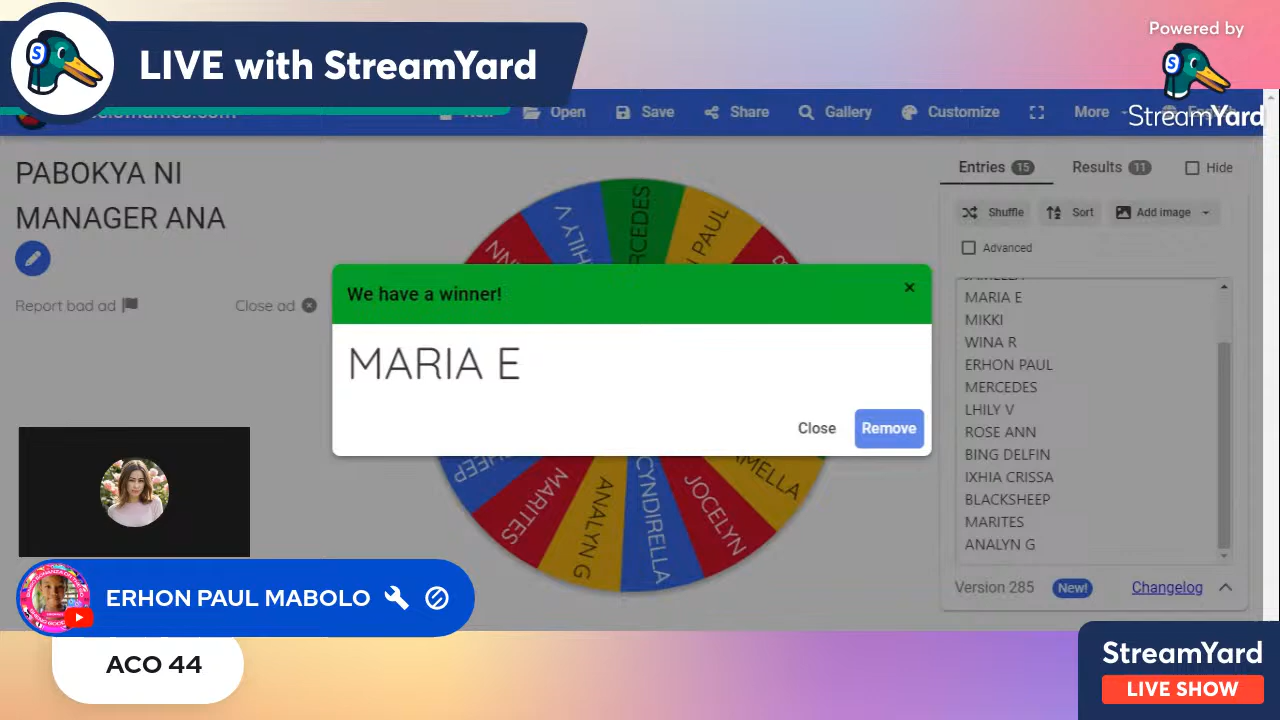 LIVE with StreamYard
Powered by
StreamYard
Open
Save
Share
Gallery
Customize
More
PABOKYA NI
MANAGER ANA
Report bad ad
Close ad
Entries 15
Results 11
Hide
Shuffle
Sort
Add image
Advanced
MARIA E
MIKKI
WINA R
ERHON PAUL
MERCEDES
LHILY V
ROSE ANN
BING DELFIN
IXHIA CRISSA
BLACKSHEEP
MARITES
ANALYN G
Version 285
New!
Changelog
We have a winner!
MARIA E
Close
Remove
MARITES
ANALYN G
CYNDIRELLA
JOCELYN
ERHON PAUL MABOLO
ACO 44
StreamYard
LIVE SHOW